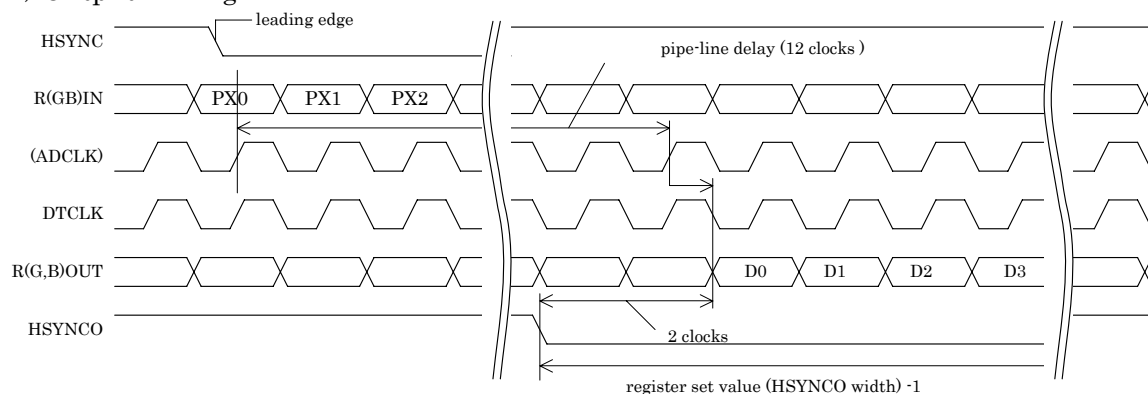 leading edge
HSYNC
pipe-line delay (12 clocks )
R(GB)IN PX0 PX1 PX2
(ADCLK)
DTCLK
R(G,B)OUT D0 D1 D2 D3
HSYNCO
2 clocks
register set value (HSYNCO width) -1